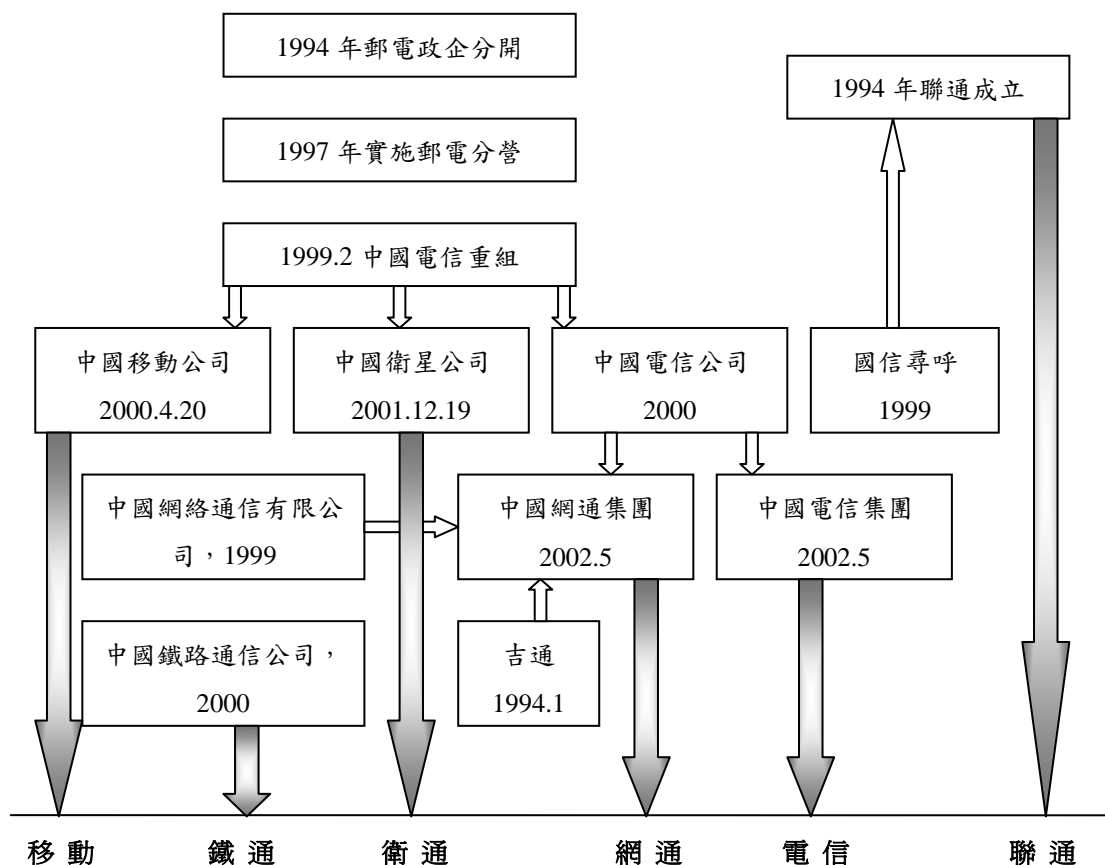 1994 年郵電政企分開
1994 年聯通成立
1997 年實施郵電分營
1999.2 中國電信重組
中國移動公司
2000.4.20
中國衛星公司
2001.12.19
中國電信公司
2000
國信尋呼
1999
中國網絡通信有限公
司，1999
中國網通集團
2002.5
中國電信集團
2002.5
中國鐵路通信公司，
2000
吉通
1994.1
移動 鐵通 衛通 網通 電信 聯通